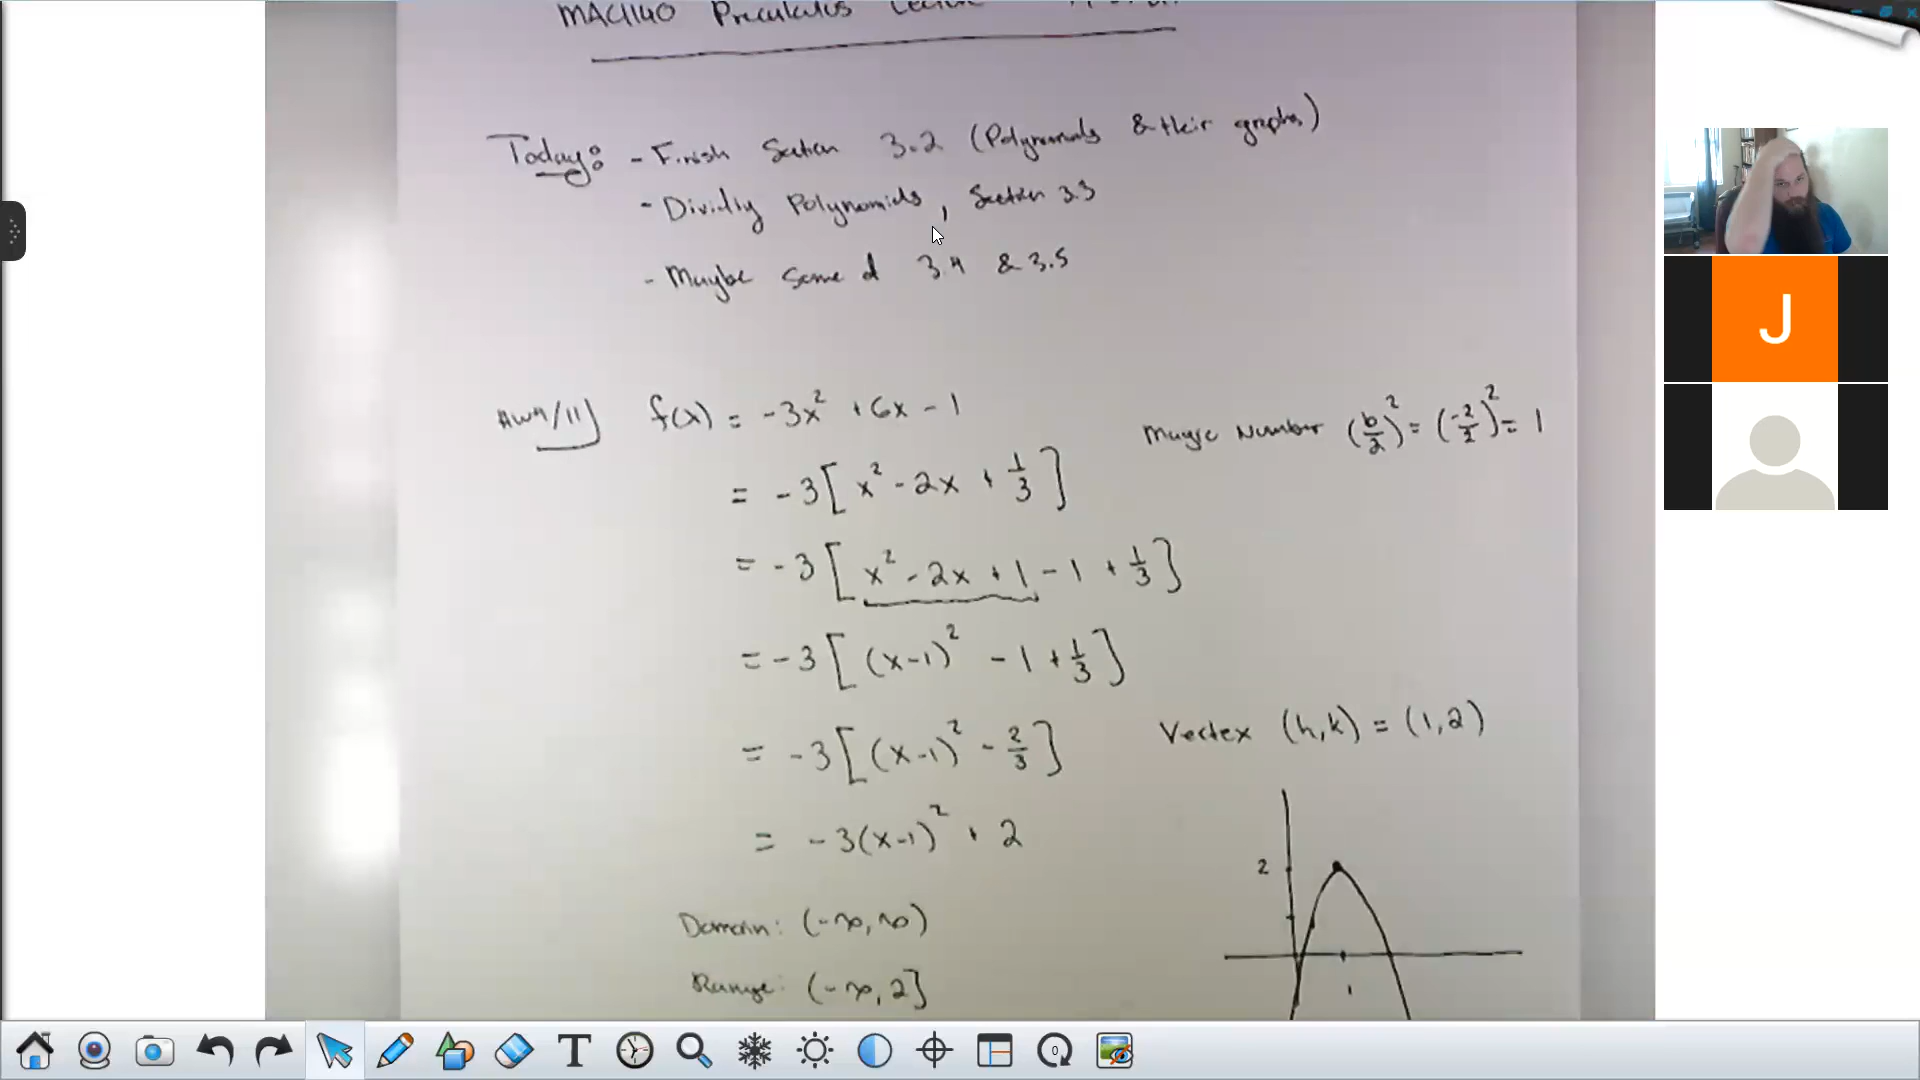 MAC1140 Precalculus Lecture
Today: - Finish Section 3.2 (Polynomials & their graphs)
- Dividing Polynomials, Section 3.3
- Maybe some of 3.4 & 3.5
HW4/11) f(x) = -3x² + 6x - 1
Magic Number (b/2)² = (-2/2)² = 1
= -3[x² - 2x + 1/3]
= -3[x² - 2x + 1 - 1 + 1/3]
= -3[(x-1)² - 1 + 1/3]
= -3[(x-1)² - 2/3]
Vertex (h,k) = (1,2)
= -3(x-1)² + 2
2
Domain: (-∞, ∞)
Range: (-∞, 2]
1
J
T
0